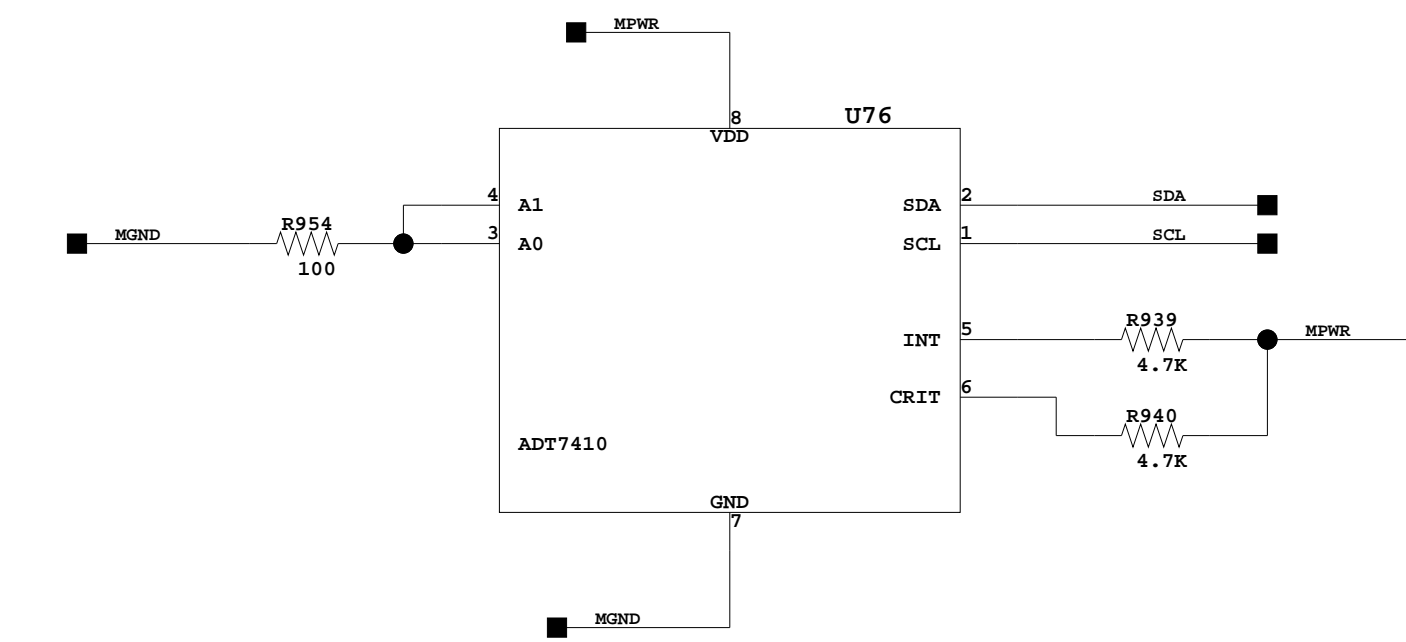 MPWR
8
U76
VDD
4
A1
SDA
2
SDA
R954
MGND
3
A0
SCL
1
SCL
100
R939
MPWR
INT
5
4.7K
CRIT
6
R940
ADT7410
4.7K
GND
7
MGND